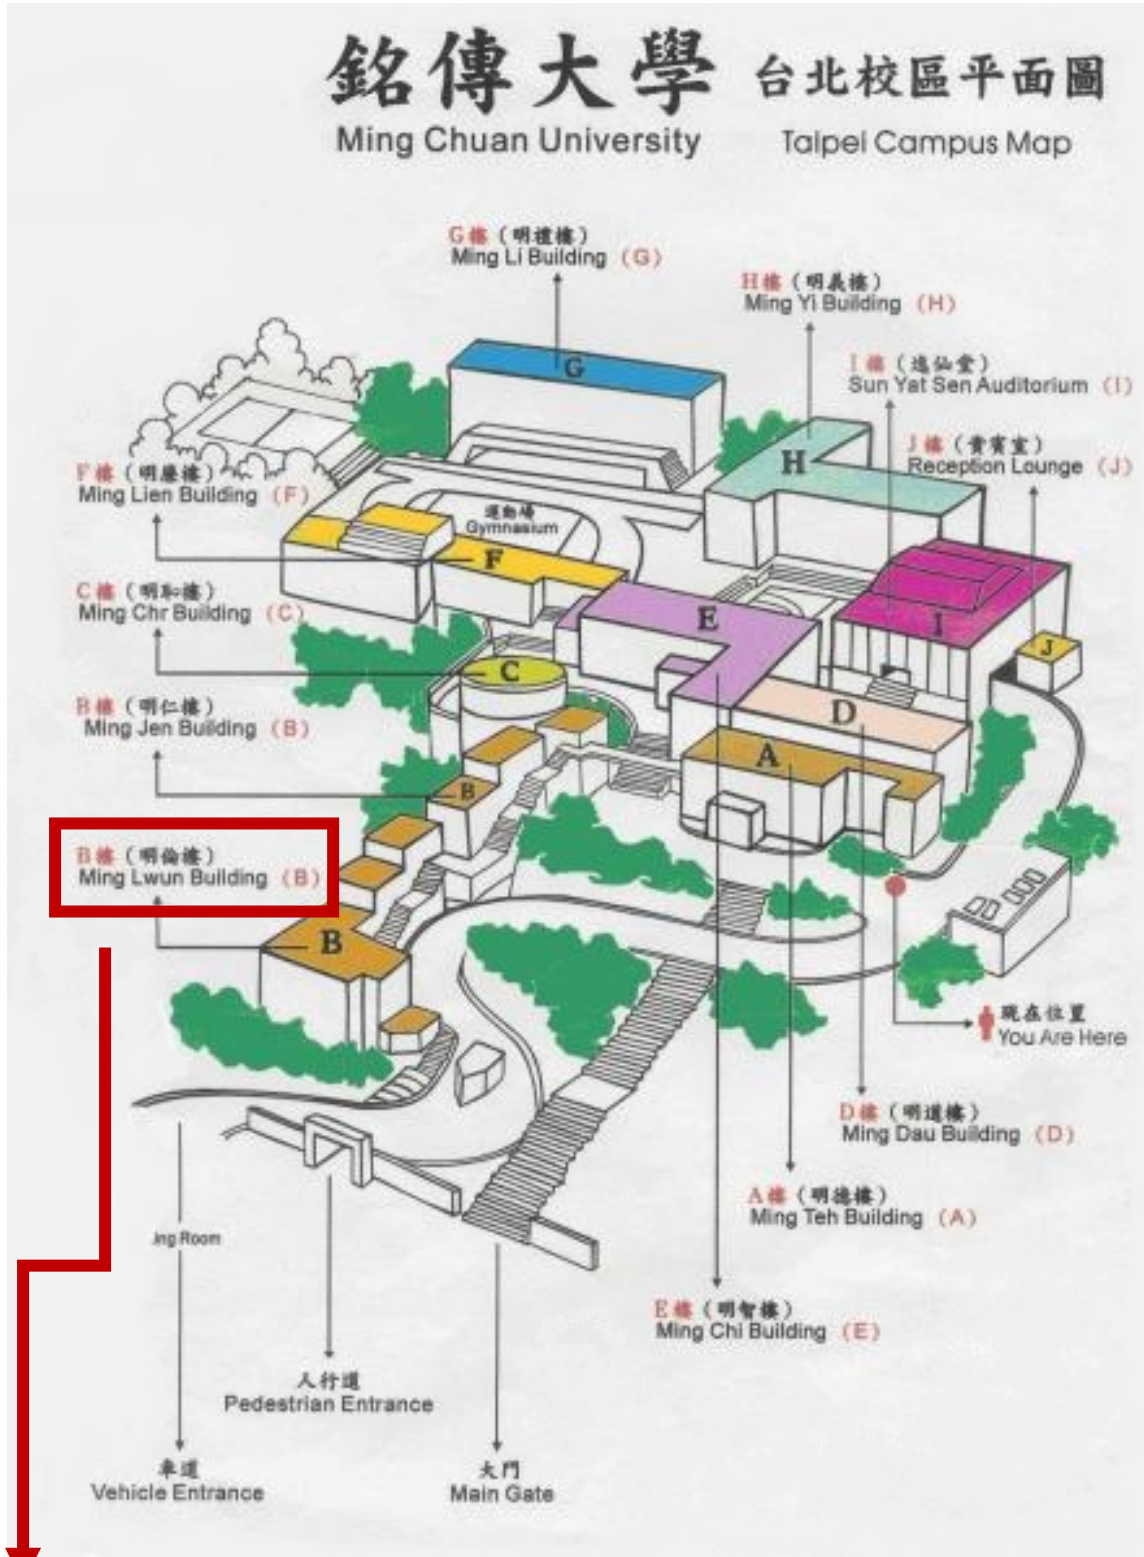 銘傳大學 台北校區平面圖
Ming Chuan University Taipei Campus Map
G樓（明禮樓）
Ming Li Building (G)
H樓（明義樓）
Ming Yi Building (H)
I樓（逸仙堂）
Sun Yat Sen Auditorium (I)
J樓（貴賓室）
Reception Lounge (J)
F樓（明廉樓）
Ming Lien Building (F)
運動場
Gymnasium
C樓（明恥樓）
Ming Chr Building (C)
B樓（明仁樓）
Ming Jen Building (B)
B樓（明倫樓）
Ming Lwun Building (B)
G
H
F
E
I
J
C
D
A
B
B
現在位置
You Are Here
D樓（明道樓）
Ming Dau Building (D)
A樓（明德樓）
Ming Teh Building (A)
ing Room
E樓（明智樓）
Ming Chi Building (E)
人行道
Pedestrian Entrance
車道
Vehicle Entrance
大門
Main Gate